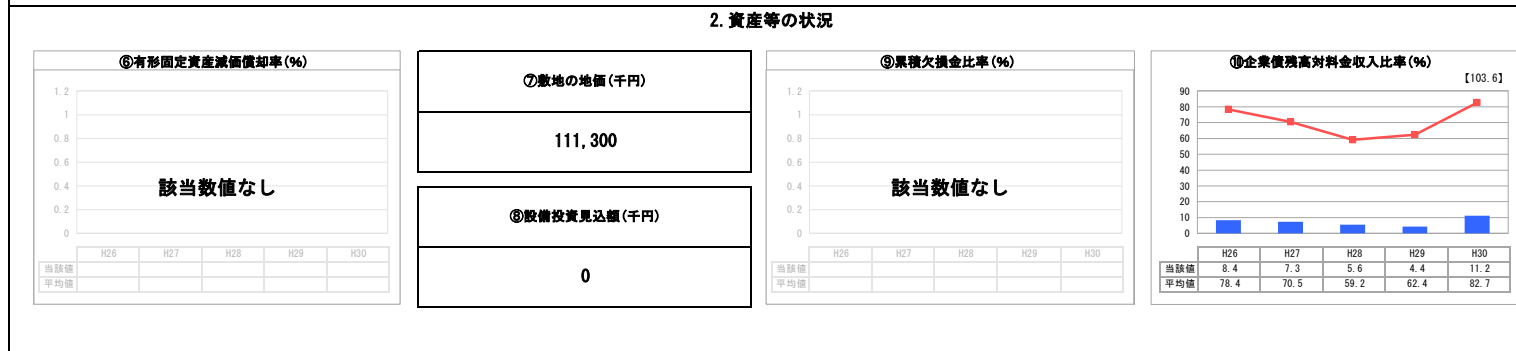 2. 資産等の状況
⑥有形固定資産減価償却率(%)
1.2
1
0.8
0.6
0.4
0.2
0
該当数値なし
H26 H27 H28 H29 H30
当該値
平均値
⑦敷地の地価(千円)
111,300
⑧設備投資見込額(千円)
0
⑨累積欠損金比率(%)
1.2
1
0.8
0.6
0.4
0.2
0
該当数値なし
H26 H27 H28 H29 H30
当該値
平均値
⑩企業債残高対料金収入比率(%)
【103.6】
90
80
70
60
50
40
30
20
10
0
H26 H27 H28 H29 H30
当該値 8.4 7.3 5.6 4.4 11.2
平均値 78.4 70.5 59.2 62.4 82.7